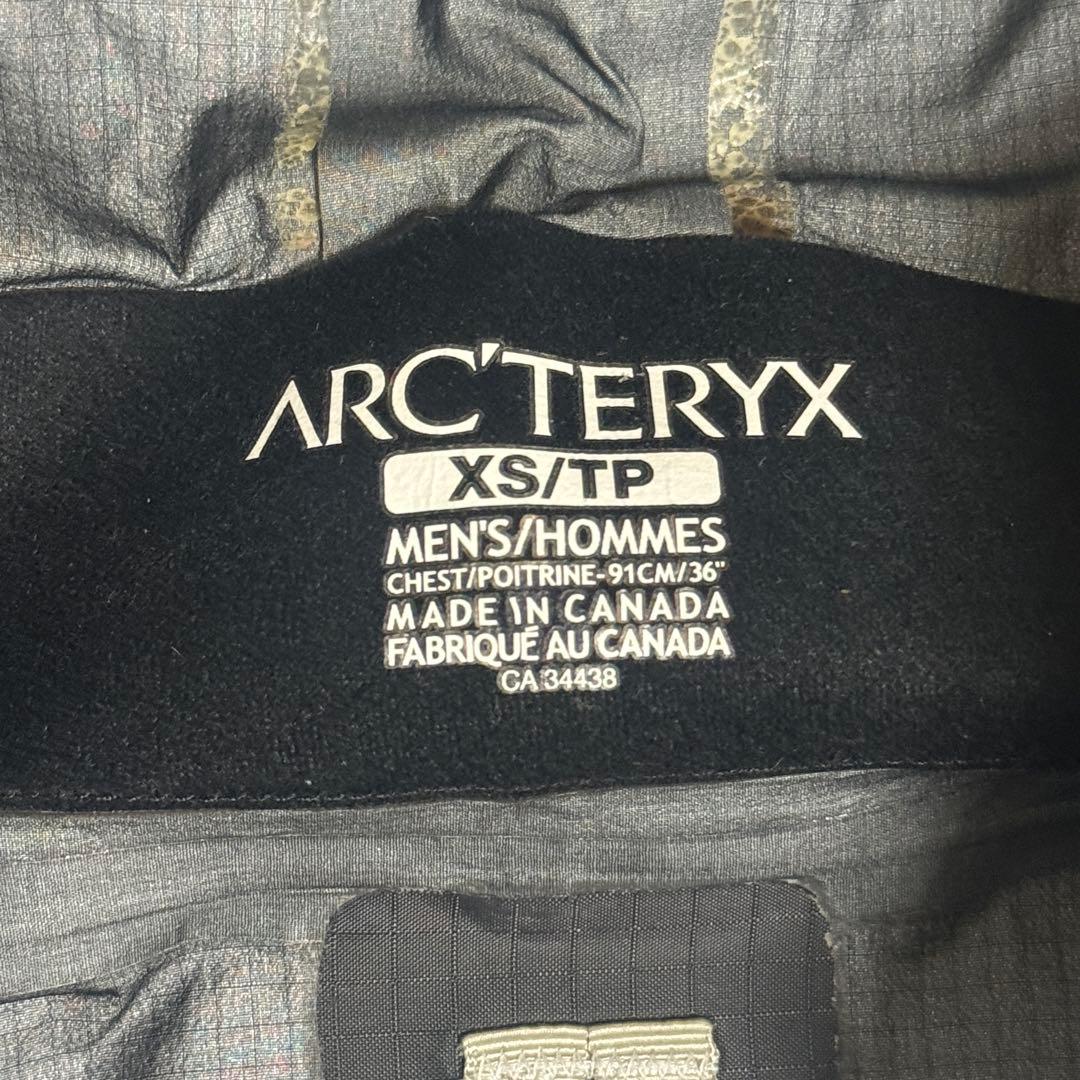 ARC'TERYX
XS/TP
MEN'S/HOMMES
CHEST/POITRINE-91CM/36"
MADE IN CANADA
FABRIQUÉ AU CANADA
CA 34438